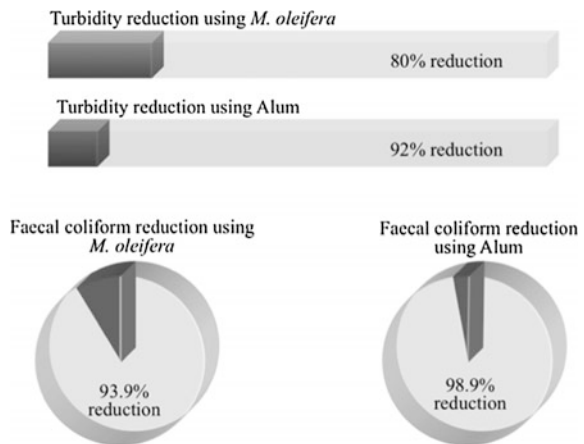 Turbidity reduction using M. oleifera
80% reduction
Turbidity reduction using Alum
92% reduction
Faecal coliform reduction using
M. oleifera
93.9%
reduction
Faecal coliform reduction
using Alum
98.9%
reduction